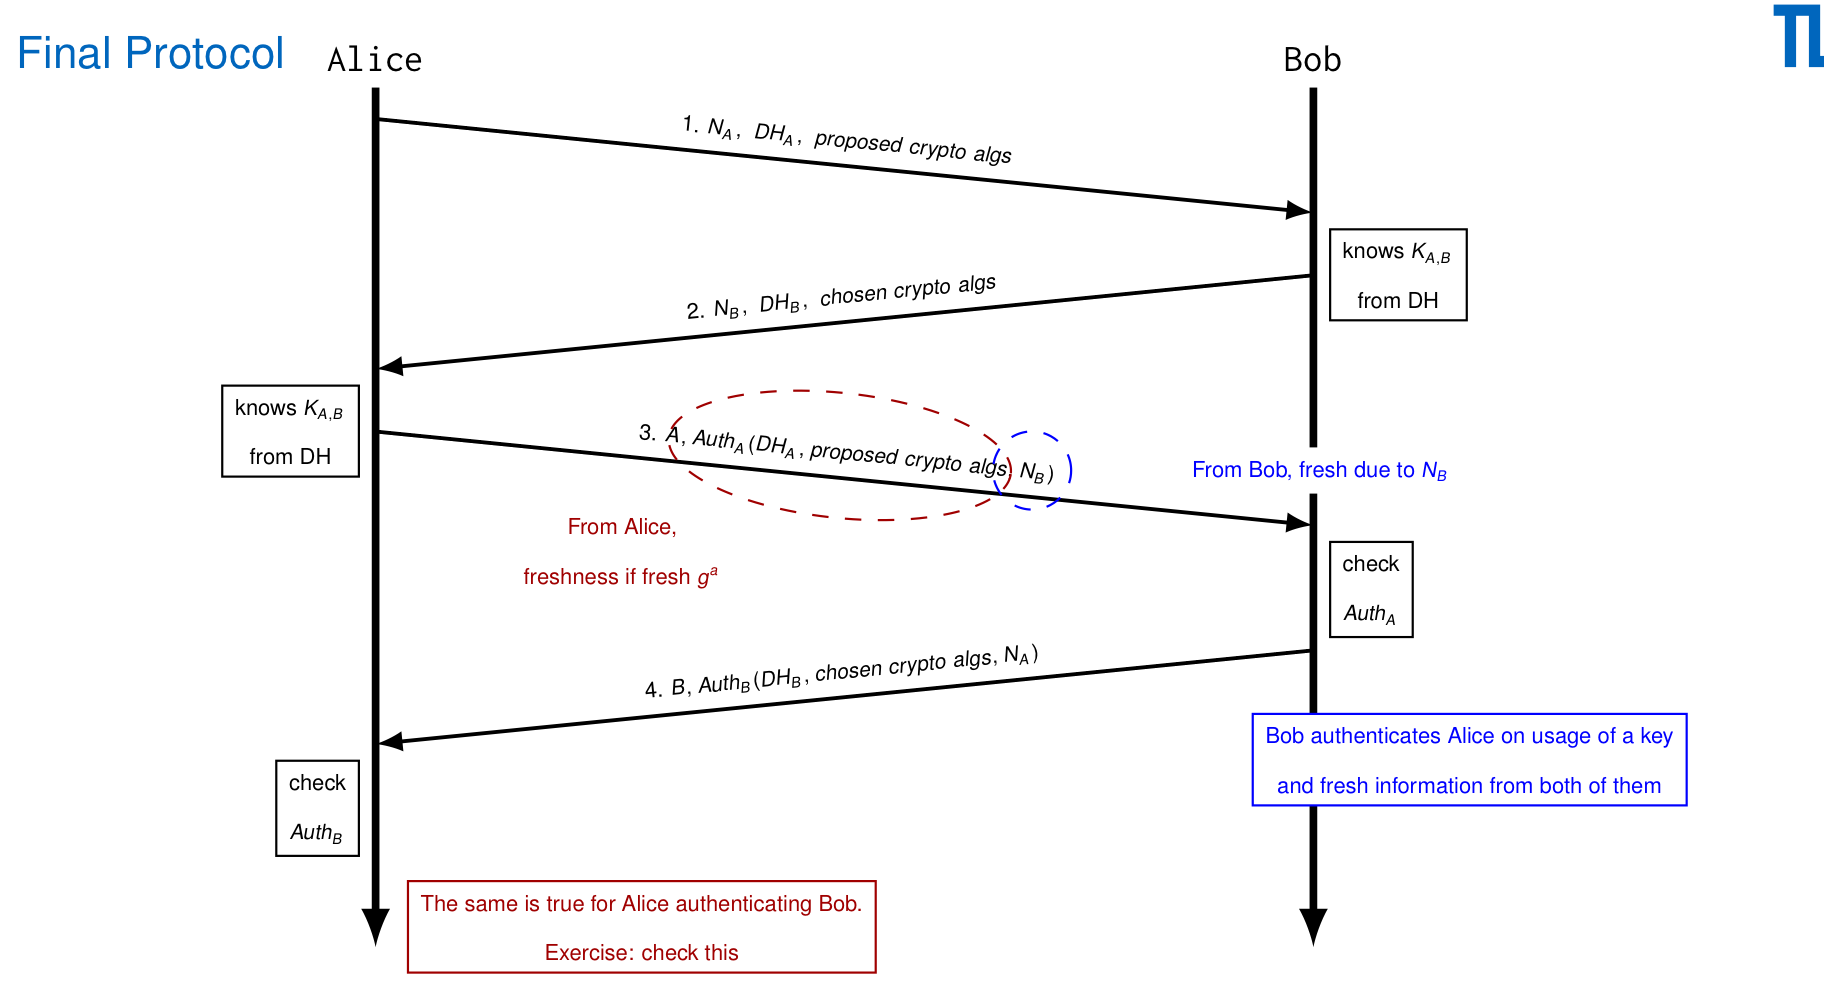 Final Protocol
Alice
Bob
1. N_A, DH_A, proposed crypto algs
knows K_{A,B}
from DH
2. N_B, DH_B, chosen crypto algs
knows K_{A,B}
from DH
3. A, Auth_A(DH_A, proposed crypto algs, N_B)
From Bob, fresh due to N_B
From Alice,
freshness if fresh g^a
check
Auth_A
4. B, Auth_B(DH_B, chosen crypto algs, N_A)
Bob authenticates Alice on usage of a key
and fresh information from both of them
check
Auth_B
The same is true for Alice authenticating Bob.
Exercise: check this